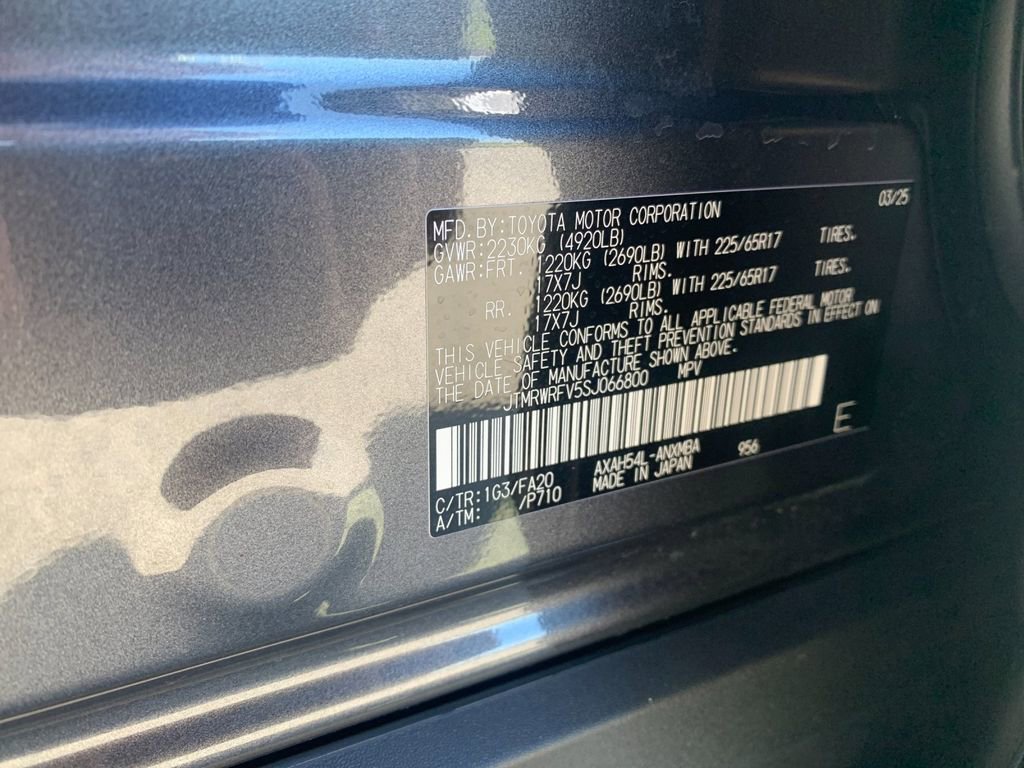 03/25
MFD.BY:TOYOTA MOTOR CORPORATION
GVWR:2230KG (4920LB)
GAWR:FRT. 1220KG (2690LB) WITH 225/65R17 TIRES,
17X7J RIMS.
RR. 1220KG (2690LB) WITH 225/65R17 TIRES,
17X7J RIMS.
THIS VEHICLE CONFORMS TO ALL APPLICABLE FEDERAL MOTOR
VEHICLE SAFETY AND THEFT PREVENTION STANDARDS IN EFFECT ON
THE DATE OF MANUFACTURE SHOWN ABOVE.
JTMRWRFV5SJ066800 MPV
E
C/TR:1G3/FA20 AXAH54L-ANXMBA 956
A/TM: /P710 MADE IN JAPAN